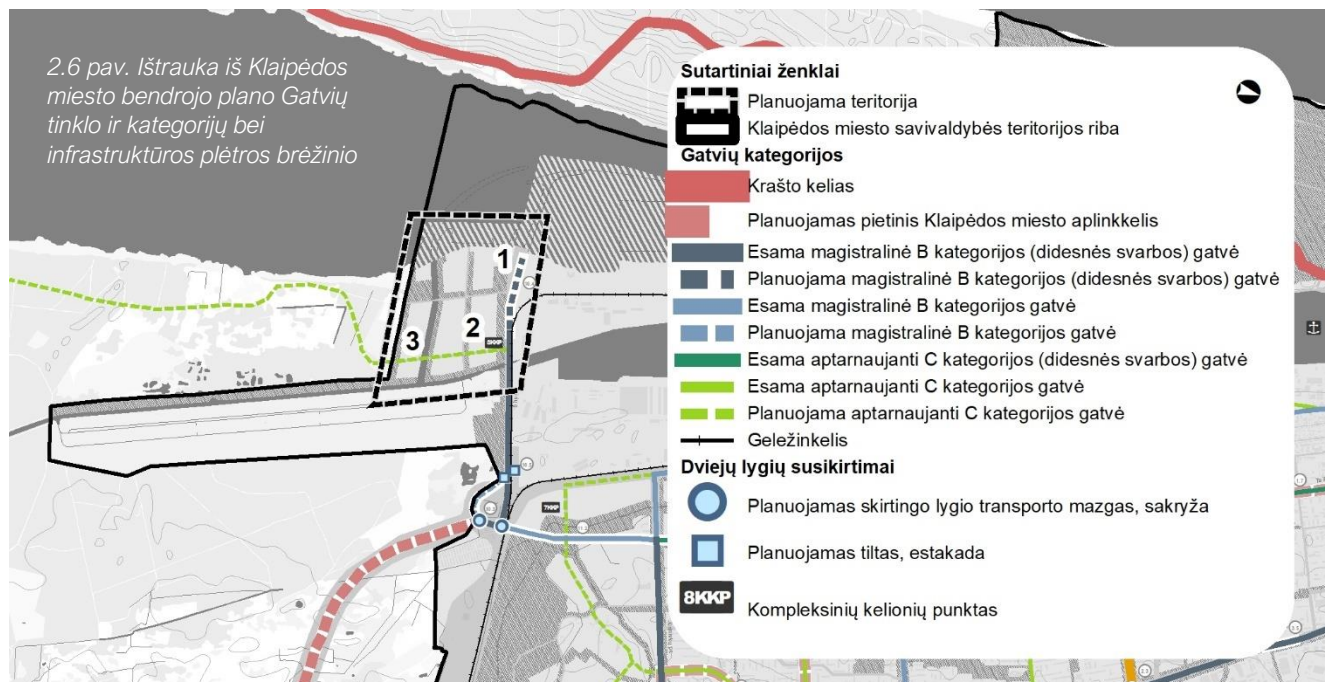 2.6 pav. Ištrauka iš Klaipėdos
miesto bendrojo plano Gatvių
tinklo ir kategorijų bei
infrastruktūros plėtros brėžinio
Sutartiniai ženklai
Planuojama teritorija
Klaipėdos miesto savivaldybės teritorijos riba
Gatvių kategorijos
Krašto kelias
Planuojamas pietinis Klaipėdos miesto aplinkkelis
Esama magistralinė B kategorijos (didesnės svarbos) gatvė
Planuojama magistralinė B kategorijos (didesnės svarbos) gatvė
Esama magistralinė B kategorijos gatvė
Planuojama magistralinė B kategorijos gatvė
Esama aptarnaujanti C kategorijos (didesnės svarbos) gatvė
Esama aptarnaujanti C kategorijos gatvė
Planuojama aptarnaujanti C kategorijos gatvė
Geležinkelis
Dviejų lygių susikirtimai
Planuojamas skirtingo lygio transporto mazgas, sakryža
Planuojamas tiltas, estakada
8KKP
Kompleksinių kelionių punktas
1
2
3
8KKP
7KKP